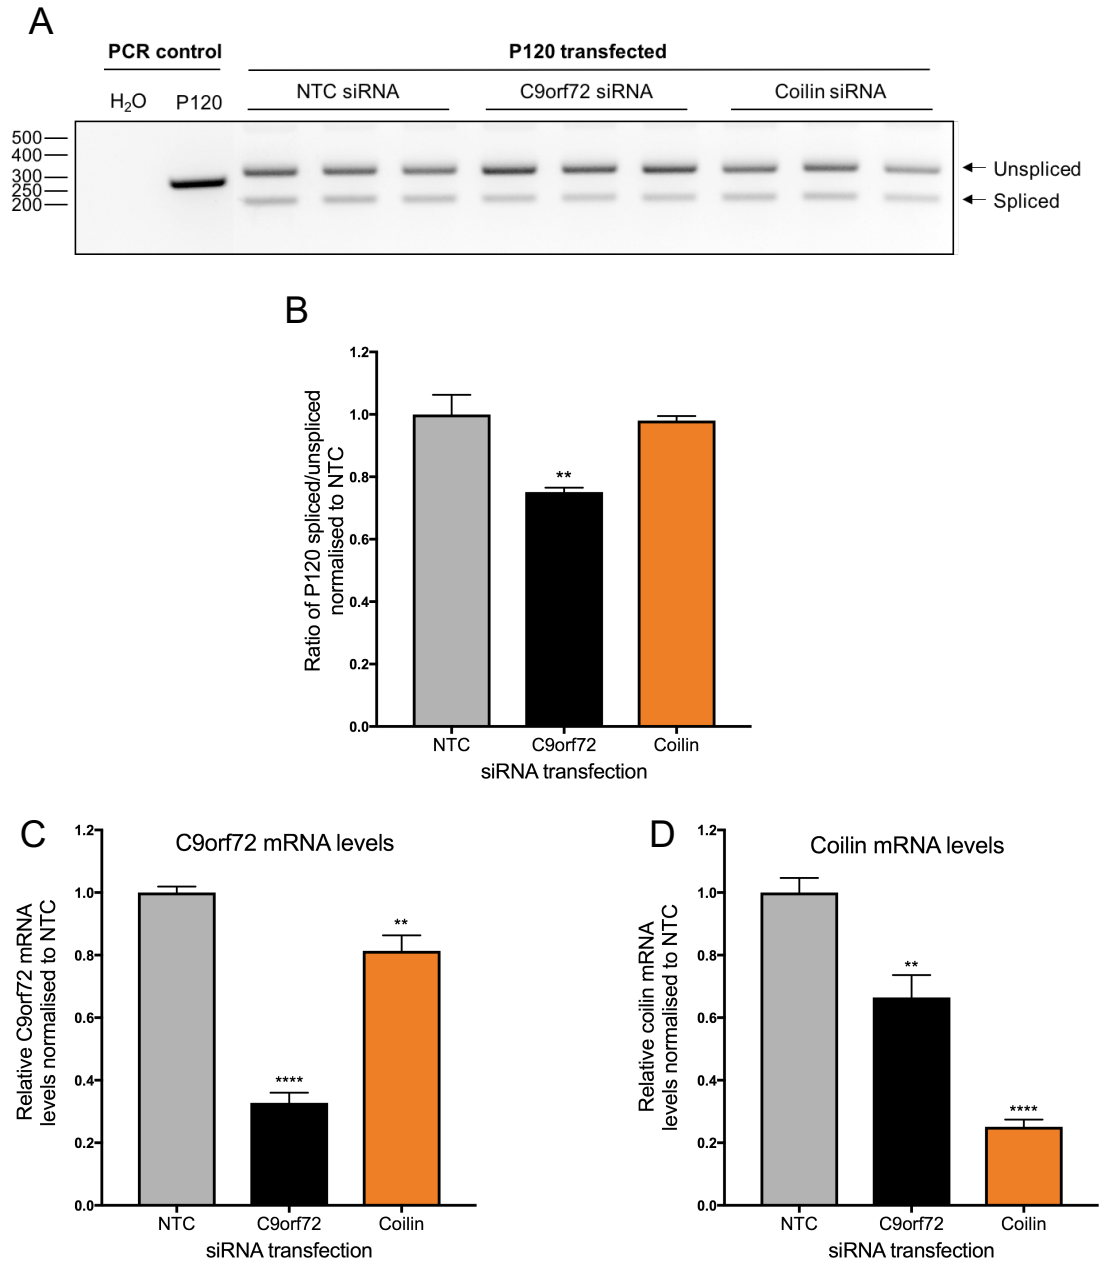 A
PCR control
P120 transfected
H₂O
P120
NTC siRNA
C9orf72 siRNA
Coilin siRNA
500
400
300
250
200
Unspliced
Spliced
B
Ratio of P120 spliced/unspliced
normalised to NTC
1.2
1.0
0.8
0.6
0.4
0.2
0.0
**
NTC
C9orf72
Coilin
siRNA transfection
C
C9orf72 mRNA levels
Relative C9orf72 mRNA
levels normalised to NTC
1.2
1.0
0.8
0.6
0.4
0.2
0.0
****
**
NTC
C9orf72
Coilin
siRNA transfection
D
Coilin mRNA levels
Relative coilin mRNA
levels normalised to NTC
1.2
1.0
0.8
0.6
0.4
0.2
0.0
**
****
NTC
C9orf72
Coilin
siRNA transfection